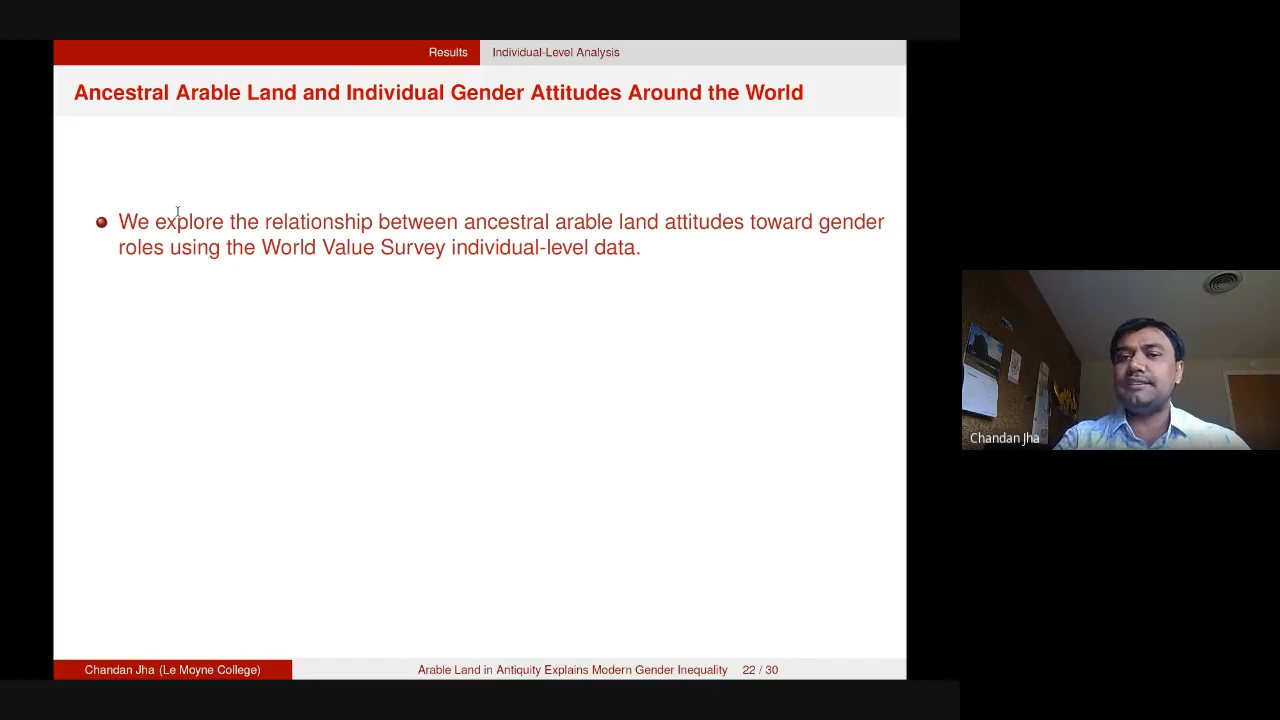 Results
Individual-Level Analysis
Ancestral Arable Land and Individual Gender Attitudes Around the World
We explore the relationship between ancestral arable land attitudes toward gender
roles using the World Value Survey individual-level data.
Chandan Jha
Chandan Jha (Le Moyne College)
Arable Land in Antiquity Explains Modern Gender Inequality
22 / 30